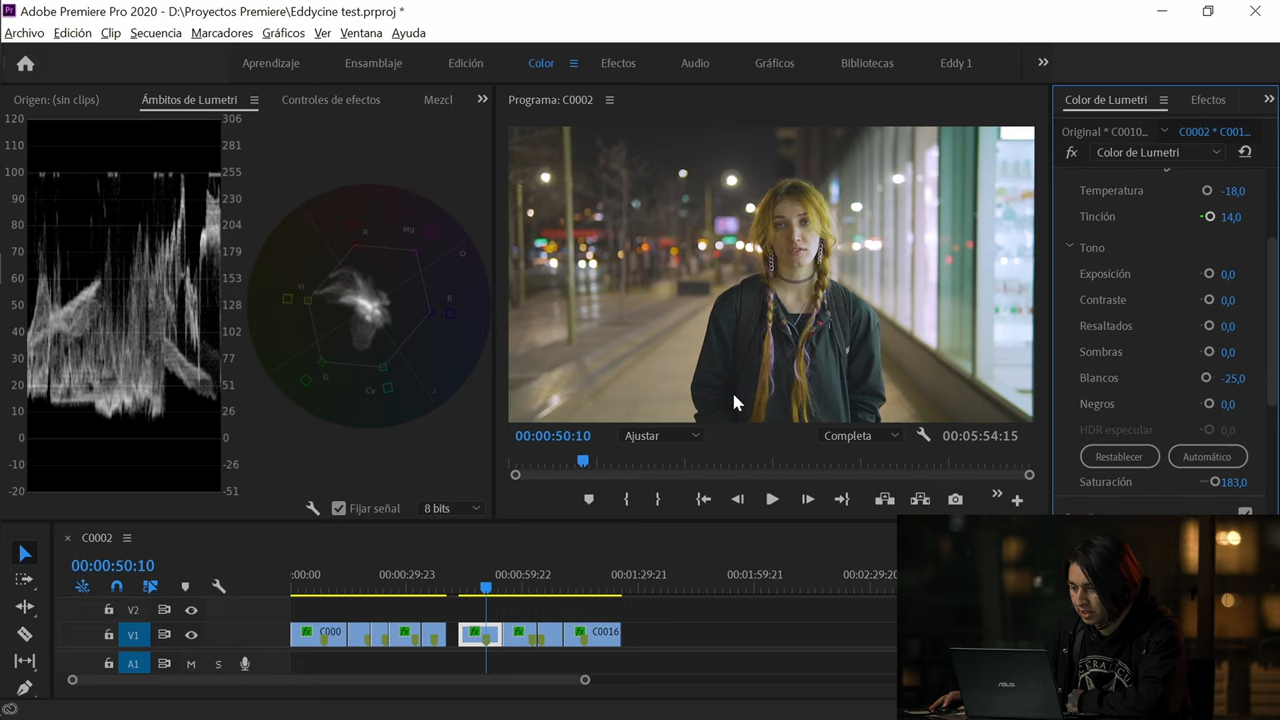 Adobe Premiere Pro 2020 - D:\Proyectos Premiere\Eddycine test.prproj *
Archivo Edición Clip Secuencia Marcadores Gráficos Ver Ventana Ayuda
Aprendizaje Ensamblaje Edición Color Efectos Audio Gráficos Bibliotecas Eddy 1
Origen: (sin clips) Ámbitos de Lumetri Controles de efectos Mezcl
Programa: C0002
Color de Lumetri Efectos
Original * C0010... C0002 * C001...
fx Color de Lumetri
120 306
110 281
100 255
90 230
80 204
70 179
60 153
50 128
40 102
30 77
20 51
10 26
0 0
-10 -26
-20 -51
R Mg
Yl B
G Cy
Temperatura -18,0
Tinción 14,0
Tono
Exposición 0,0
Contraste 0,0
Resaltados 0,0
Sombras 0,0
Blancos -25,0
Negros 0,0
HDR especular 0,0
Restablecer Automático
Saturación 183,0
00:00:50:10 Ajustar Completa 00:05:54:15
Fijar señal 8 bits
C0002
00:00:50:10
:00:00 00:00:29:23 00:00:59:22 00:01:29:21 00:01:59:21 00:02:29:20
V2
V1 fx C000 fx fx fx fx C0016
A1 M S
ASUS